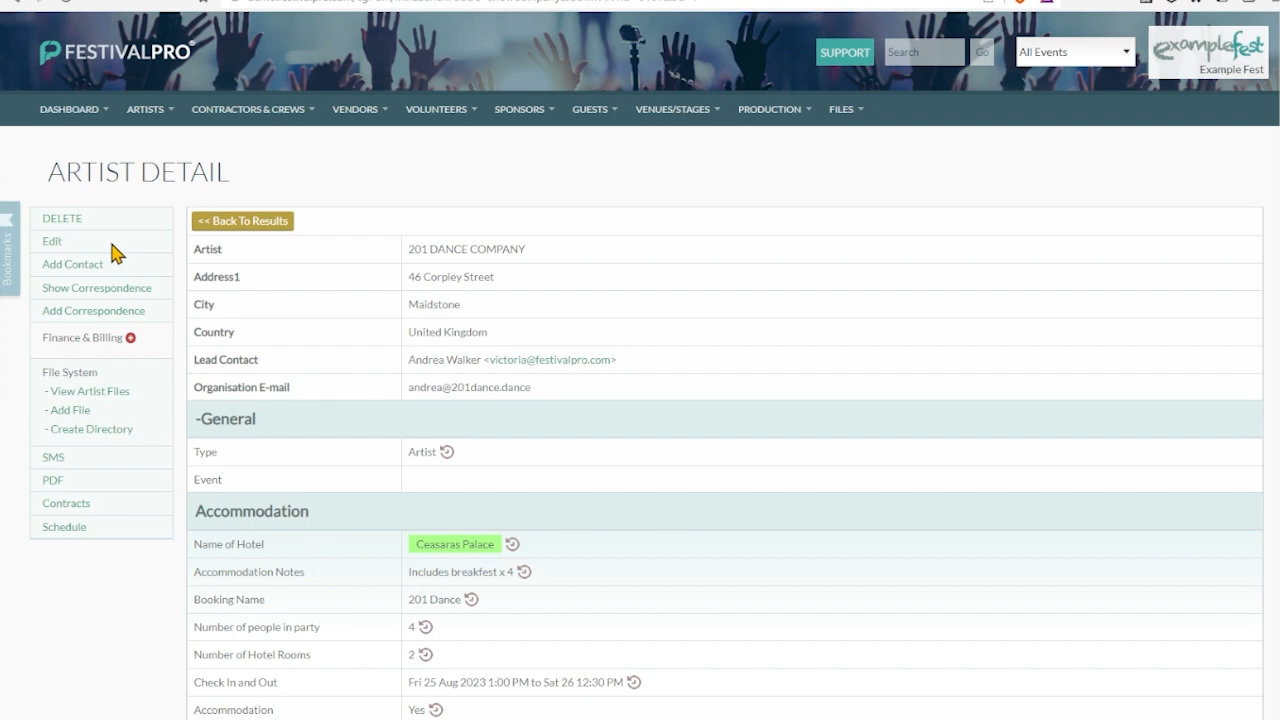 FESTIVALPRO®
SUPPORT
Search
Go
All Events
examplefest
Example Fest
DASHBOARD
ARTISTS
CONTRACTORS & CREWS
VENDORS
VOLUNTEERS
SPONSORS
GUESTS
VENUES/STAGES
PRODUCTION
FILES
ARTIST DETAIL
Bookmarks
DELETE
Edit
Add Contact
Show Correspondence
Add Correspondence
Finance & Billing
File System
- View Artist Files
- Add File
- Create Directory
SMS
PDF
Contracts
Schedule
<< Back To Results
Artist 201 DANCE COMPANY
Address1 46 Corpley Street
City Maidstone
Country United Kingdom
Lead Contact Andrea Walker <victoria@festivalpro.com>
Organisation E-mail andrea@201dance.dance
-General
Type Artist
Event
Accommodation
Name of Hotel Ceasaras Palace
Accommodation Notes Includes breakfest x 4
Booking Name 201 Dance
Number of people in party 4
Number of Hotel Rooms 2
Check In and Out Fri 25 Aug 2023 1:00 PM to Sat 26 12:30 PM
Accommodation Yes